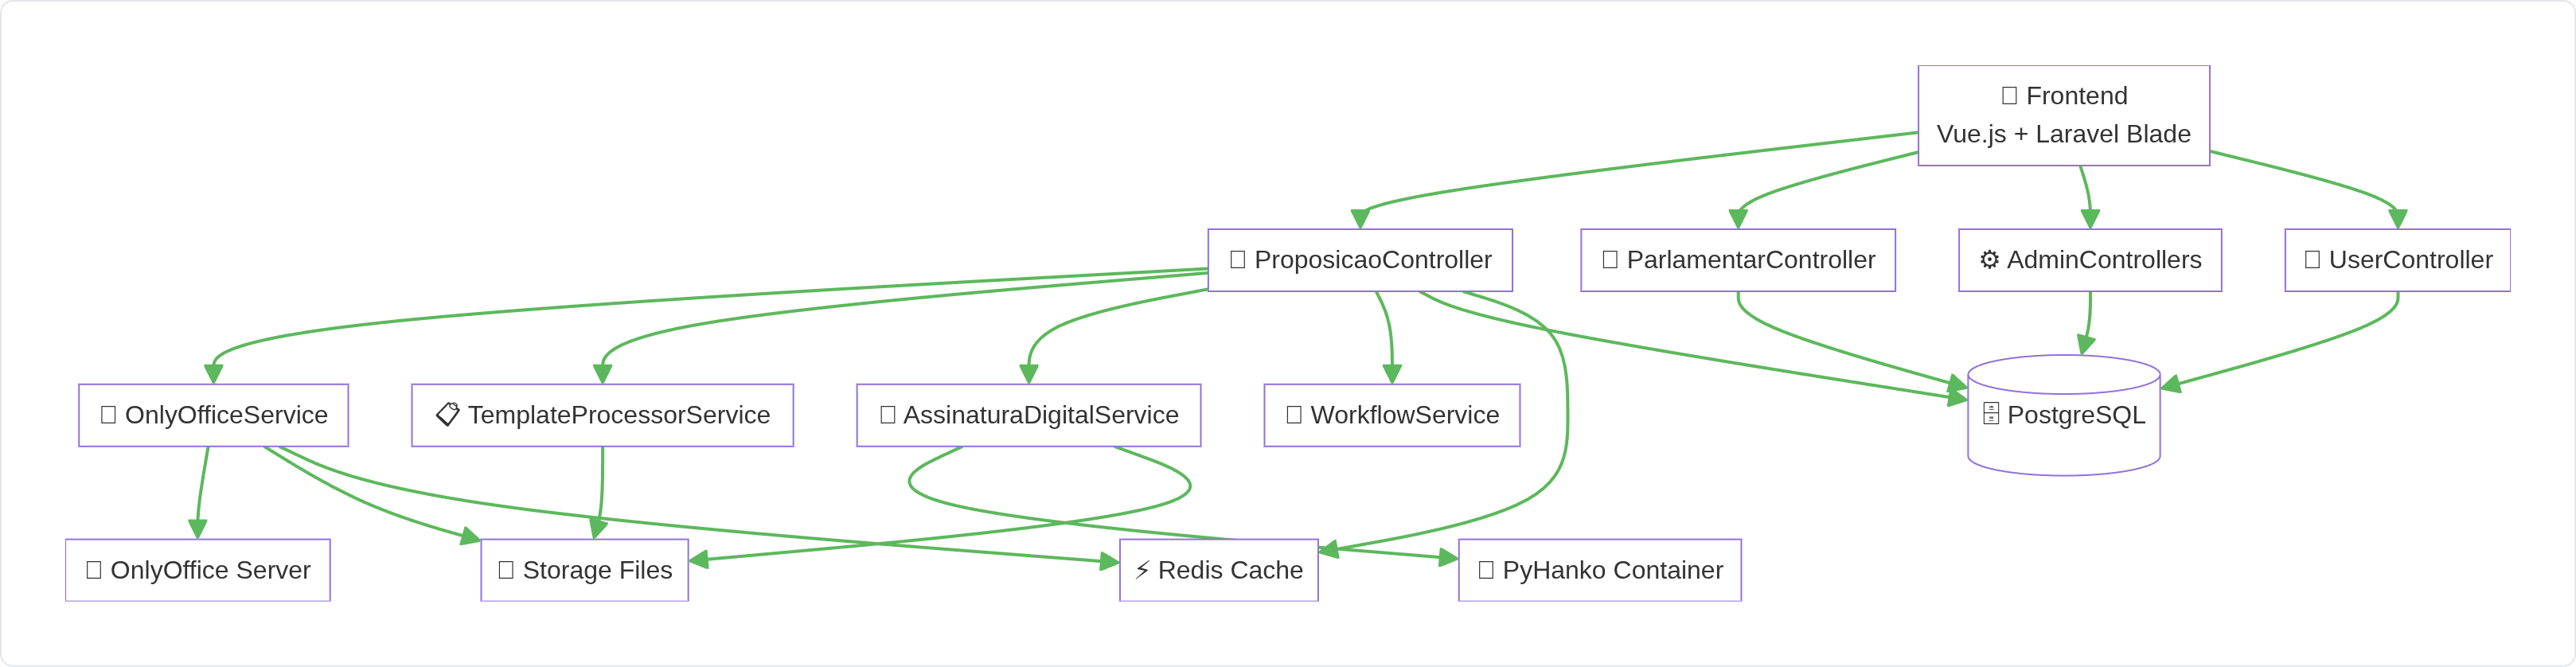 Frontend
Vue.js + Laravel Blade
ProposicaoController
ParlamentarController
⚙ AdminControllers
UserController
OnlyOfficeService
📋 TemplateProcessorService
AssinaturaDigitalService
WorkflowService
🗄 PostgreSQL
OnlyOffice Server
Storage Files
⚡ Redis Cache
PyHanko Container